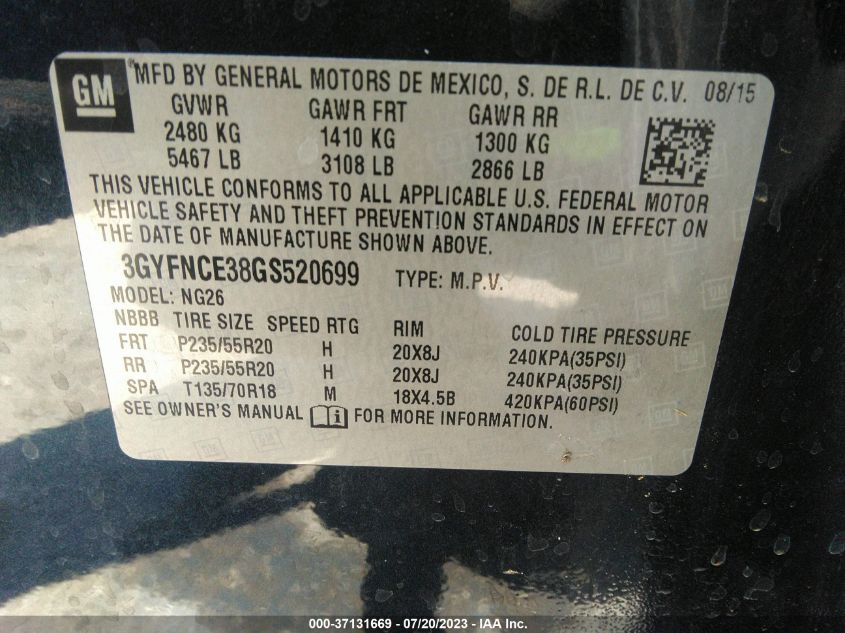 GM ® MFD BY GENERAL MOTORS DE MEXICO, S. DE R.L. DE C.V. 08/15
GVWR GAWR FRT GAWR RR
2480 KG 1410 KG 1300 KG
5467 LB 3108 LB 2866 LB
THIS VEHICLE CONFORMS TO ALL APPLICABLE U.S. FEDERAL MOTOR
VEHICLE SAFETY AND THEFT PREVENTION STANDARDS IN EFFECT ON
THE DATE OF MANUFACTURE SHOWN ABOVE.
3GYFNCE38GS520699 TYPE: M.P.V.
MODEL: NG26
NBBB TIRE SIZE SPEED RTG RIM COLD TIRE PRESSURE
FRT P235/55R20 H 20X8J 240KPA(35PSI)
RR P235/55R20 H 20X8J 240KPA(35PSI)
SPA T135/70R18 M 18X4.5B 420KPA(60PSI)
SEE OWNER'S MANUAL FOR MORE INFORMATION.
000-37131669 / 07/20/2023 - Copyright © IAA, LLC.